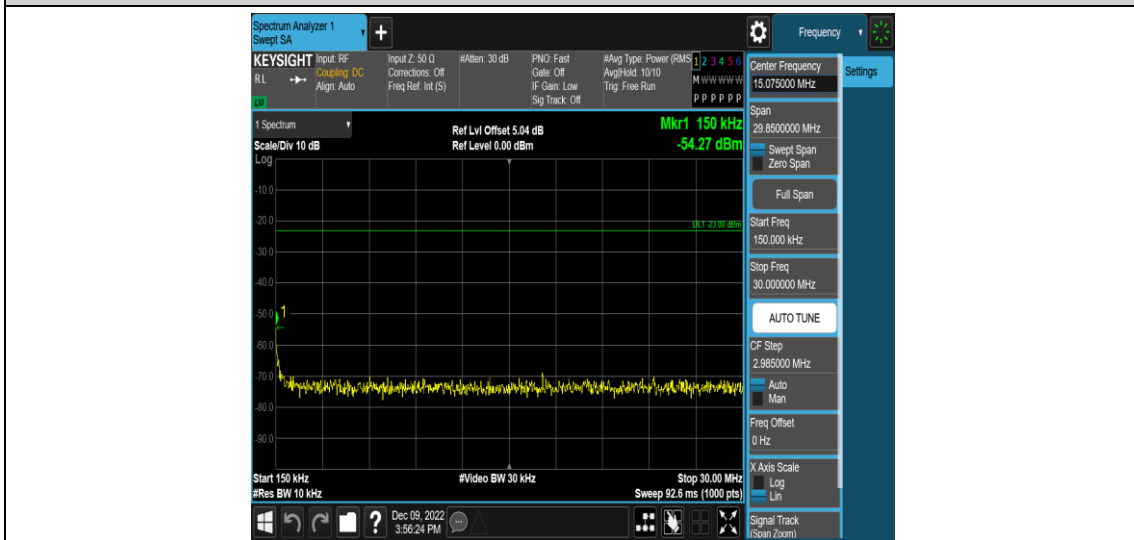 Spectrum Analyzer 1
Swept SA
Frequency
KEYSIGHT
RL
LXI
Input: RF
Coupling: DC
Align: Auto
Input Z: 50 Ω
Corrections: Off
Freq Ref: Int (S)
#Atten: 30 dB
PNO: Fast
Gate: Off
IF Gain: Low
Sig Track: Off
#Avg Type: Power (RMS
Avg|Hold: 10/10
Trig: Free Run
1 2 3 4 5 6
M W W W W W
P P P P P P
1 Spectrum
Scale/Div 10 dB
Log
Ref Lvl Offset 5.04 dB
Ref Level 0.00 dBm
Mkr1 150 kHz
-54.27 dBm
-10.0
-20.0
DL1 -23.00 dBm
-30.0
-40.0
-50.0
1
-60.0
-70.0
-80.0
-90.0
Start 150 kHz
#Video BW 30 kHz
Stop 30.00 MHz
#Res BW 10 kHz
Sweep 92.6 ms (1000 pts)
?
Dec 09, 2022
3:56:24 PM
Center Frequency
15.075000 MHz
Settings
Span
29.8500000 MHz
Swept Span
Zero Span
Full Span
Start Freq
150.000 kHz
Stop Freq
30.000000 MHz
AUTO TUNE
CF Step
2.985000 MHz
Auto
Man
Freq Offset
0 Hz
X Axis Scale
Log
Lin
Signal Track
(Span Zoom)